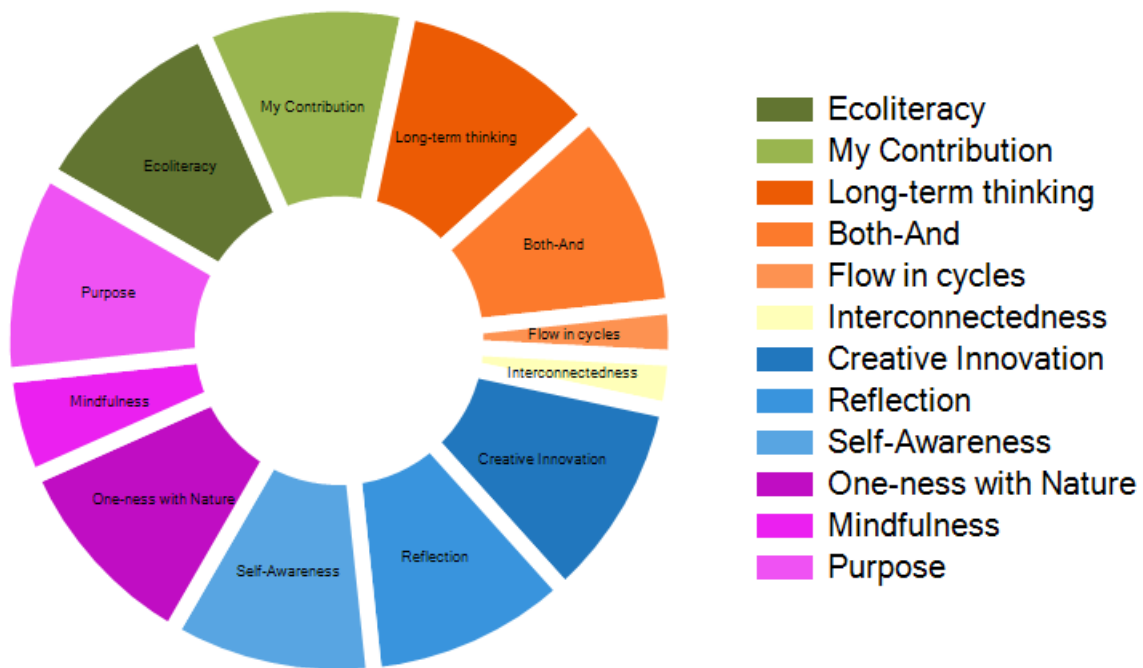 My Contribution
Long-term thinking
Ecoliteracy
Both-And
Purpose
Flow in cycles
Interconnectedness
Mindfulness
Creative Innovation
One-ness with Nature
Reflection
Self-Awareness
Ecoliteracy
My Contribution
Long-term thinking
Both-And
Flow in cycles
Interconnectedness
Creative Innovation
Reflection
Self-Awareness
One-ness with Nature
Mindfulness
Purpose